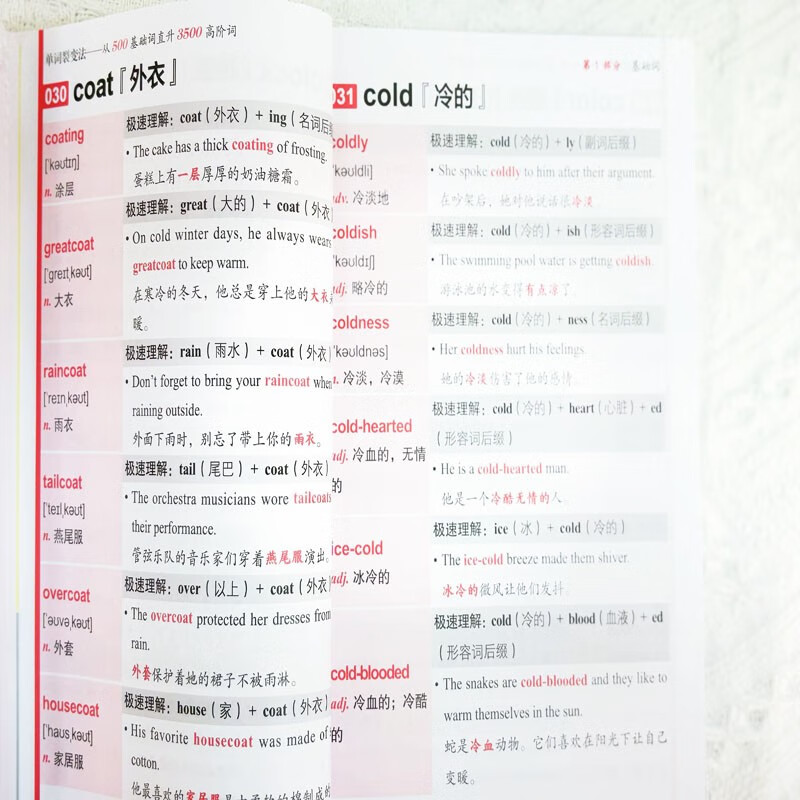 单词裂变法——从500基础词直升3500高阶词
030 coat『外衣』
coating
['kəʊtɪŋ]
n. 涂层
极速理解：coat（外衣）+ ing（名词后
• The cake has a thick coating of frosting.
蛋糕上有一层厚厚的奶油糖霜。
greatcoat
['greɪtˌkəʊt]
n. 大衣
极速理解：great（大的）+ coat（外衣
• On cold winter days, he always wears
greatcoat to keep warm.
在寒冷的冬天，他总是穿上他的大衣
暖。
raincoat
['reɪnˌkəʊt]
n. 雨衣
极速理解：rain（雨水）+ coat（外衣
• Don't forget to bring your raincoat when
raining outside.
外面下雨时，别忘了带上你的雨衣。
tailcoat
['teɪlˌkəʊt]
n. 燕尾服
极速理解：tail（尾巴）+ coat（外衣）
• The orchestra musicians wore tailcoats
their performance.
管弦乐队的音乐家们穿着燕尾服演出。
overcoat
['əʊvəˌkəʊt]
n. 外套
极速理解：over（以上）+ coat（外衣
• The overcoat protected her dresses from
rain.
外套保护着她的裙子不被雨淋。
housecoat
['haʊsˌkəʊt]
n. 家居服
极速理解：house（家）+ coat（外衣
• His favorite housecoat was made of
cotton.
他最喜欢的家居服是由柔软的棉制成的
第1部分 基础词
031 cold『冷的』
coldly
'kəʊldli]
adv. 冷淡地
极速理解：cold（冷的）+ ly（副词后缀）
• She spoke coldly to him after their argument.
在吵架后，她对他说话很冷漠。
coldish
'kəʊldɪʃ]
adj. 略冷的
极速理解：cold（冷的）+ ish（形容词后缀）
• The swimming pool water is getting coldish.
游泳池的水变得有点凉了。
coldness
'kəʊldnəs]
n. 冷淡，冷漠
极速理解：cold（冷的）+ ness（名词后缀）
• Her coldness hurt his feelings.
她的冷漠伤害了他的感情。
cold-hearted
adj. 冷血的，无情
的
极速理解：cold（冷的）+ heart（心脏）+ ed
（形容词后缀）
• He is a cold-hearted man.
他是一个冷酷无情的人。
ice-cold
adj. 冰冷的
极速理解：ice（冰）+ cold（冷的）
• The ice-cold breeze made them shiver.
冰冷的微风让他们发抖。
cold-blooded
adj. 冷血的；冷酷
的
极速理解：cold（冷的）+ blood（血液）+ ed
（形容词后缀）
• The snakes are cold-blooded and they like to
warm themselves in the sun.
蛇是冷血动物。它们喜欢在阳光下让自己
变暖。